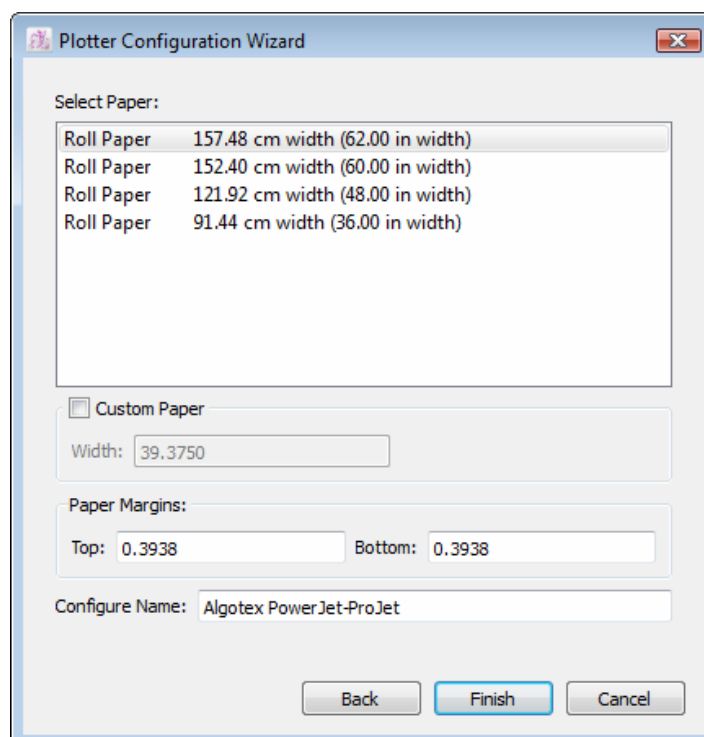 Plotter Configuration Wizard
Select Paper:
Roll Paper 157.48 cm width (62.00 in width)
Roll Paper 152.40 cm width (60.00 in width)
Roll Paper 121.92 cm width (48.00 in width)
Roll Paper 91.44 cm width (36.00 in width)
Custom Paper
Width: 39.3750
Paper Margins:
Top: 0.3938 Bottom: 0.3938
Configure Name: Algotex PowerJet-ProJet
Back Finish Cancel